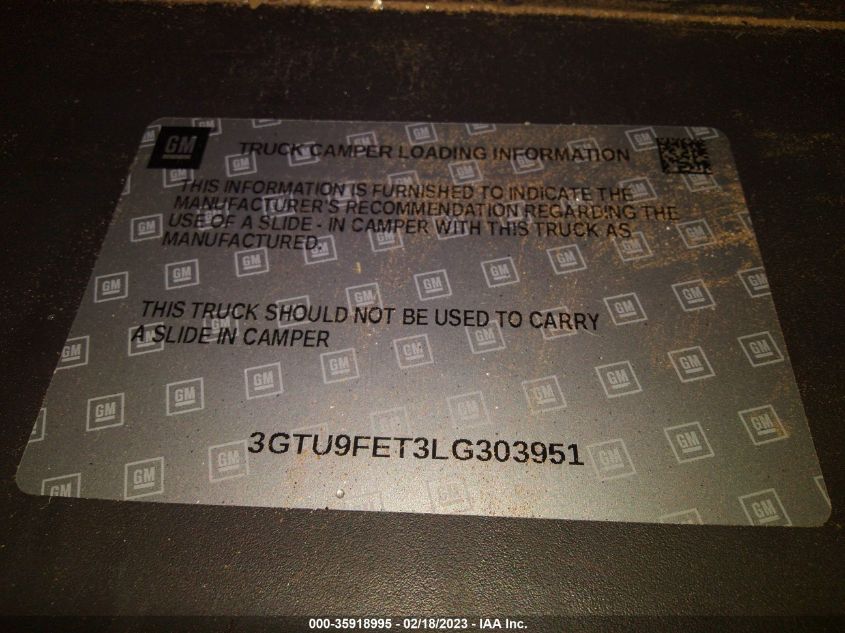 GM
TRUCK CAMPER LOADING INFORMATION
THIS INFORMATION IS FURNISHED TO INDICATE THE
MANUFACTURER'S RECOMMENDATION REGARDING THE
USE OF A SLIDE - IN CAMPER WITH THIS TRUCK AS
MANUFACTURED.
THIS TRUCK SHOULD NOT BE USED TO CARRY
A SLIDE IN CAMPER
3GTU9FET3LG303951
000-35918995 - 02/18/2023 - IAA Inc.